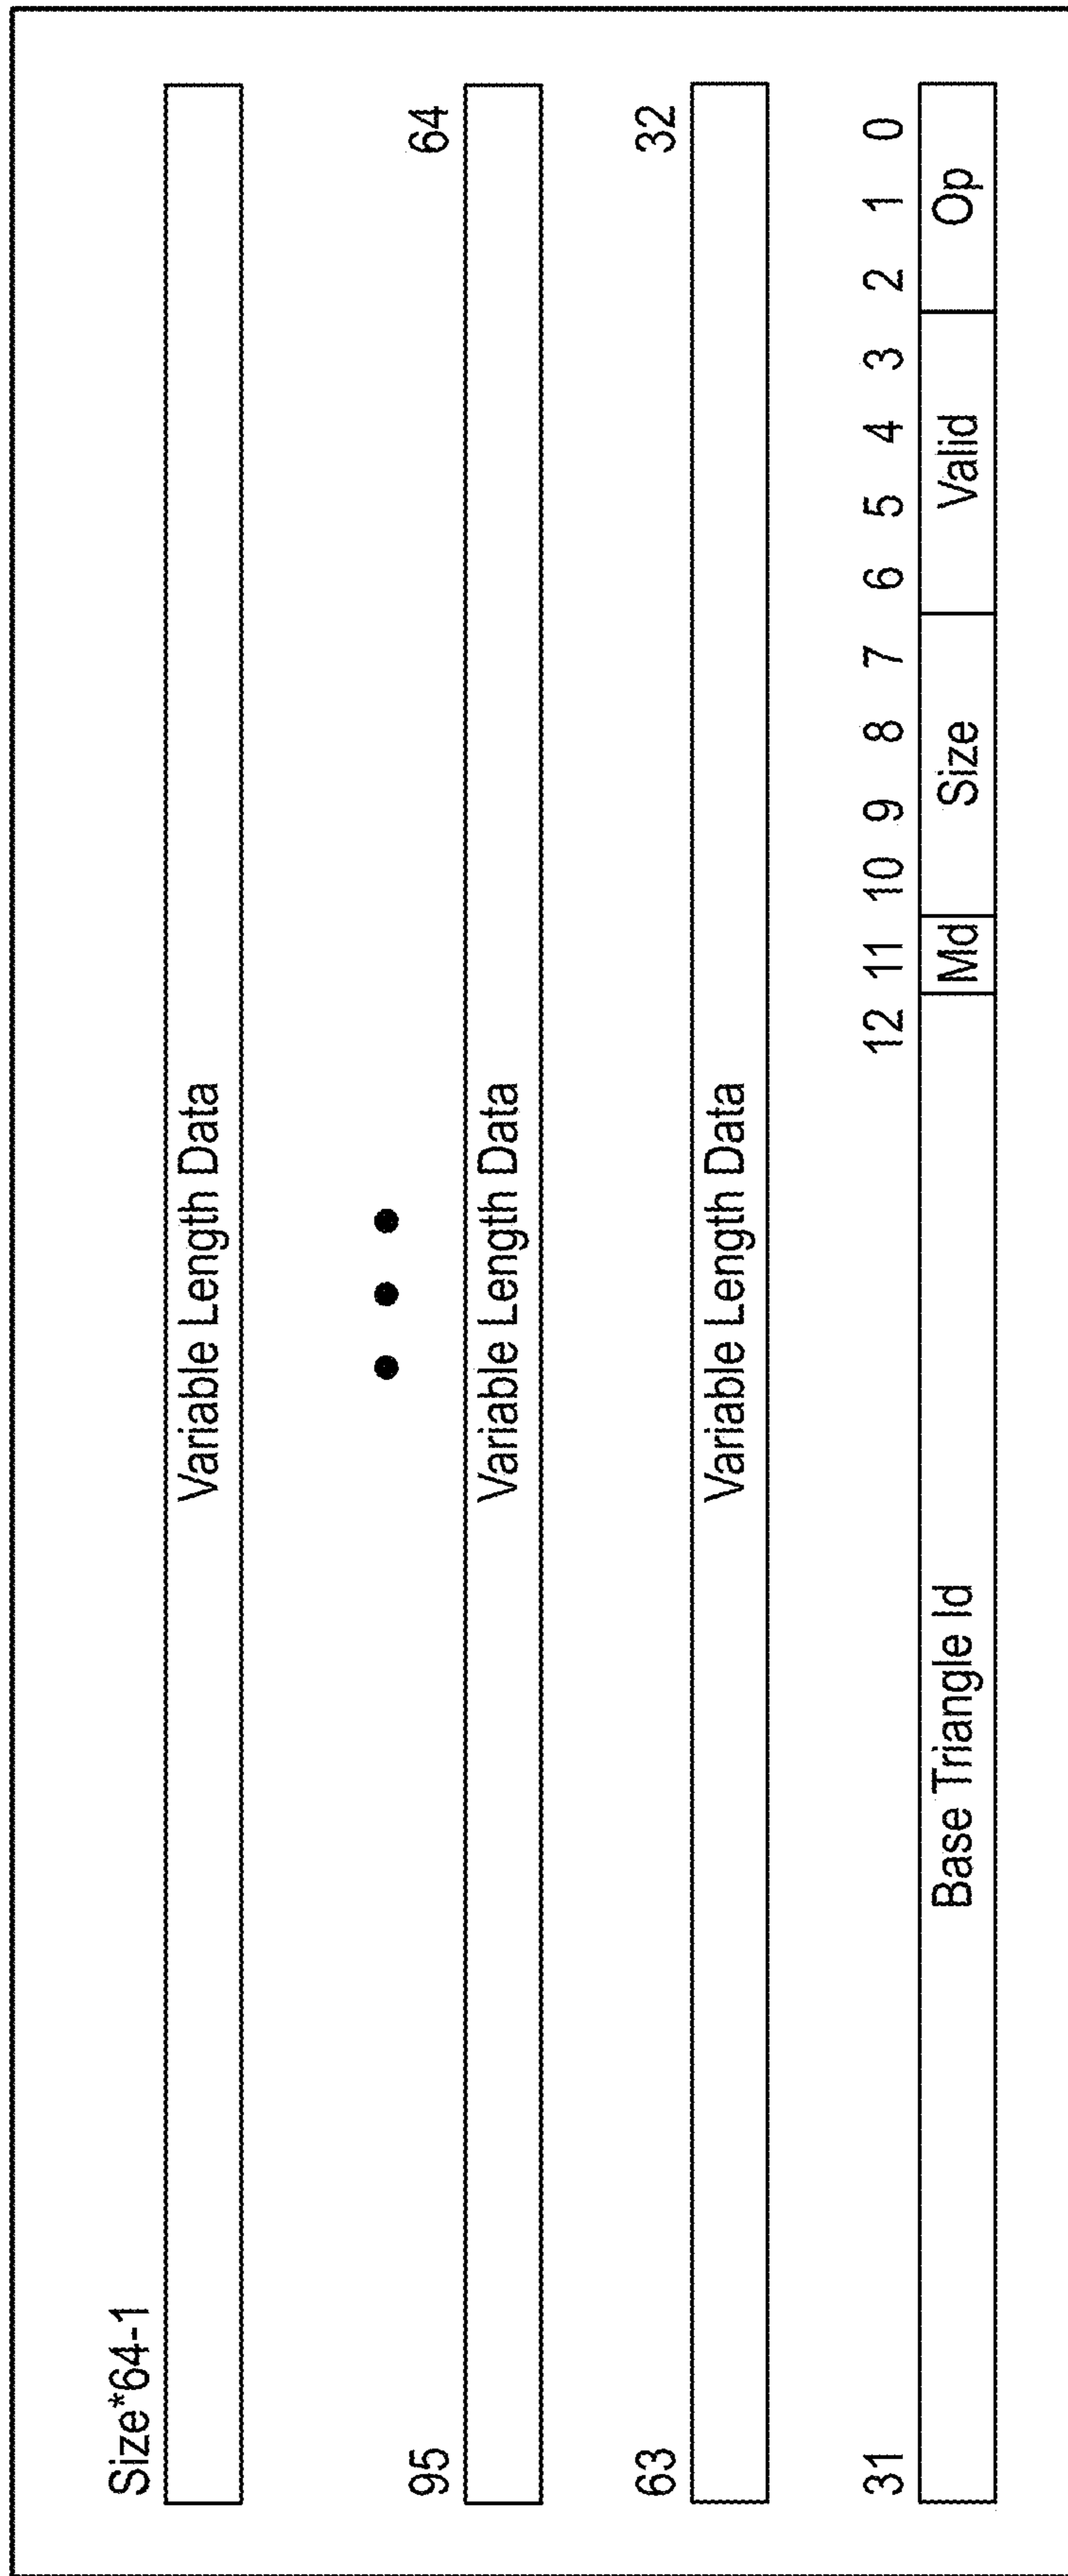 Size*64-1
Variable Length Data
95 64
Variable Length Data
63 32
Variable Length Data
31 12 11 10 9 8 7 6 5 4 3 2 1 0
Base Triangle Id Md Size Valid Op